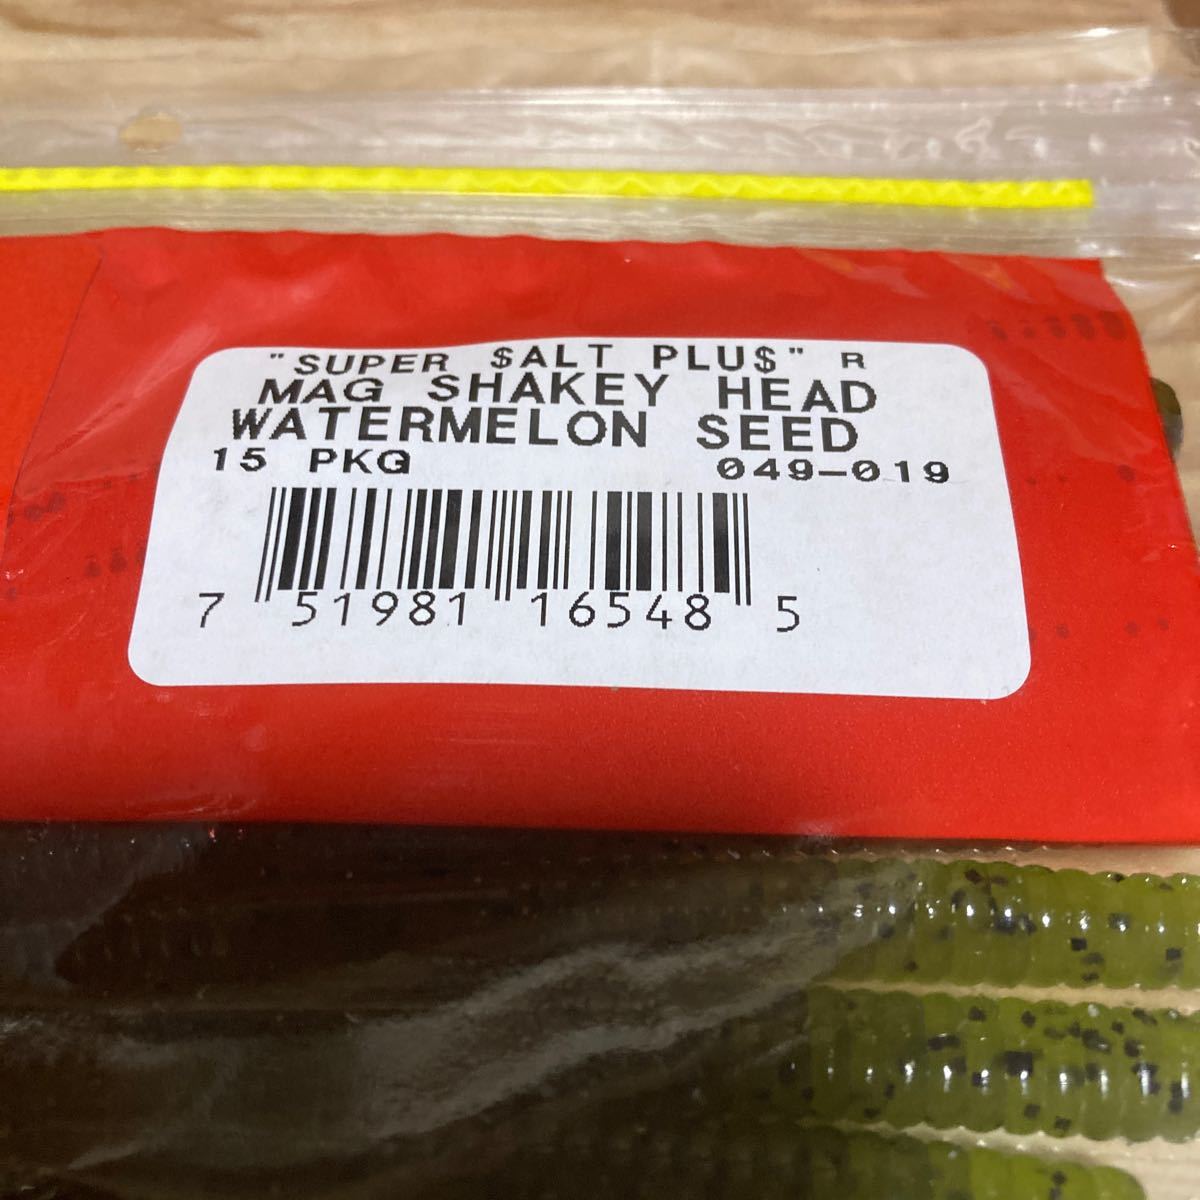 "SUPER $ALT PLU$" R
MAG SHAKEY HEAD
WATERMELON SEED
15 PKG 049-019
7 51981 16548 5